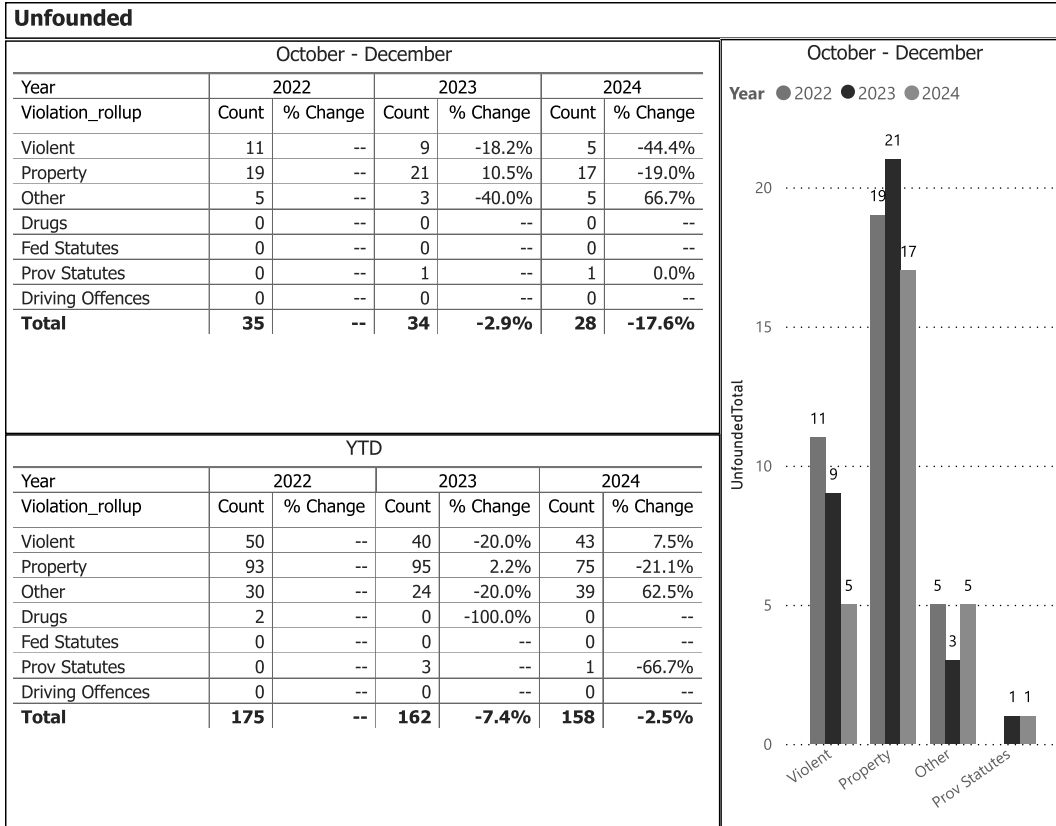 Unfounded
October - December
Year 2022 2023 2024
Violation_rollup Count % Change Count % Change Count % Change
Violent 11 -- 9 -18.2% 5 -44.4%
Property 19 -- 21 10.5% 17 -19.0%
Other 5 -- 3 -40.0% 5 66.7%
Drugs 0 -- 0 -- 0 --
Fed Statutes 0 -- 0 -- 0 --
Prov Statutes 0 -- 1 -- 1 0.0%
Driving Offences 0 -- 0 -- 0 --
Total 35 -- 34 -2.9% 28 -17.6%
YTD
Year 2022 2023 2024
Violation_rollup Count % Change Count % Change Count % Change
Violent 50 -- 40 -20.0% 43 7.5%
Property 93 -- 95 2.2% 75 -21.1%
Other 30 -- 24 -20.0% 39 62.5%
Drugs 2 -- 0 -100.0% 0 --
Fed Statutes 0 -- 0 -- 0 --
Prov Statutes 0 -- 3 -- 1 -66.7%
Driving Offences 0 -- 0 -- 0 --
Total 175 -- 162 -7.4% 158 -2.5%
October - December
Year 2022 2023 2024
UnfoundedTotal
20
15
10
5
0
11 9 5
19 21 17
5 3 5
1 1
Violent Property Other Prov Statutes